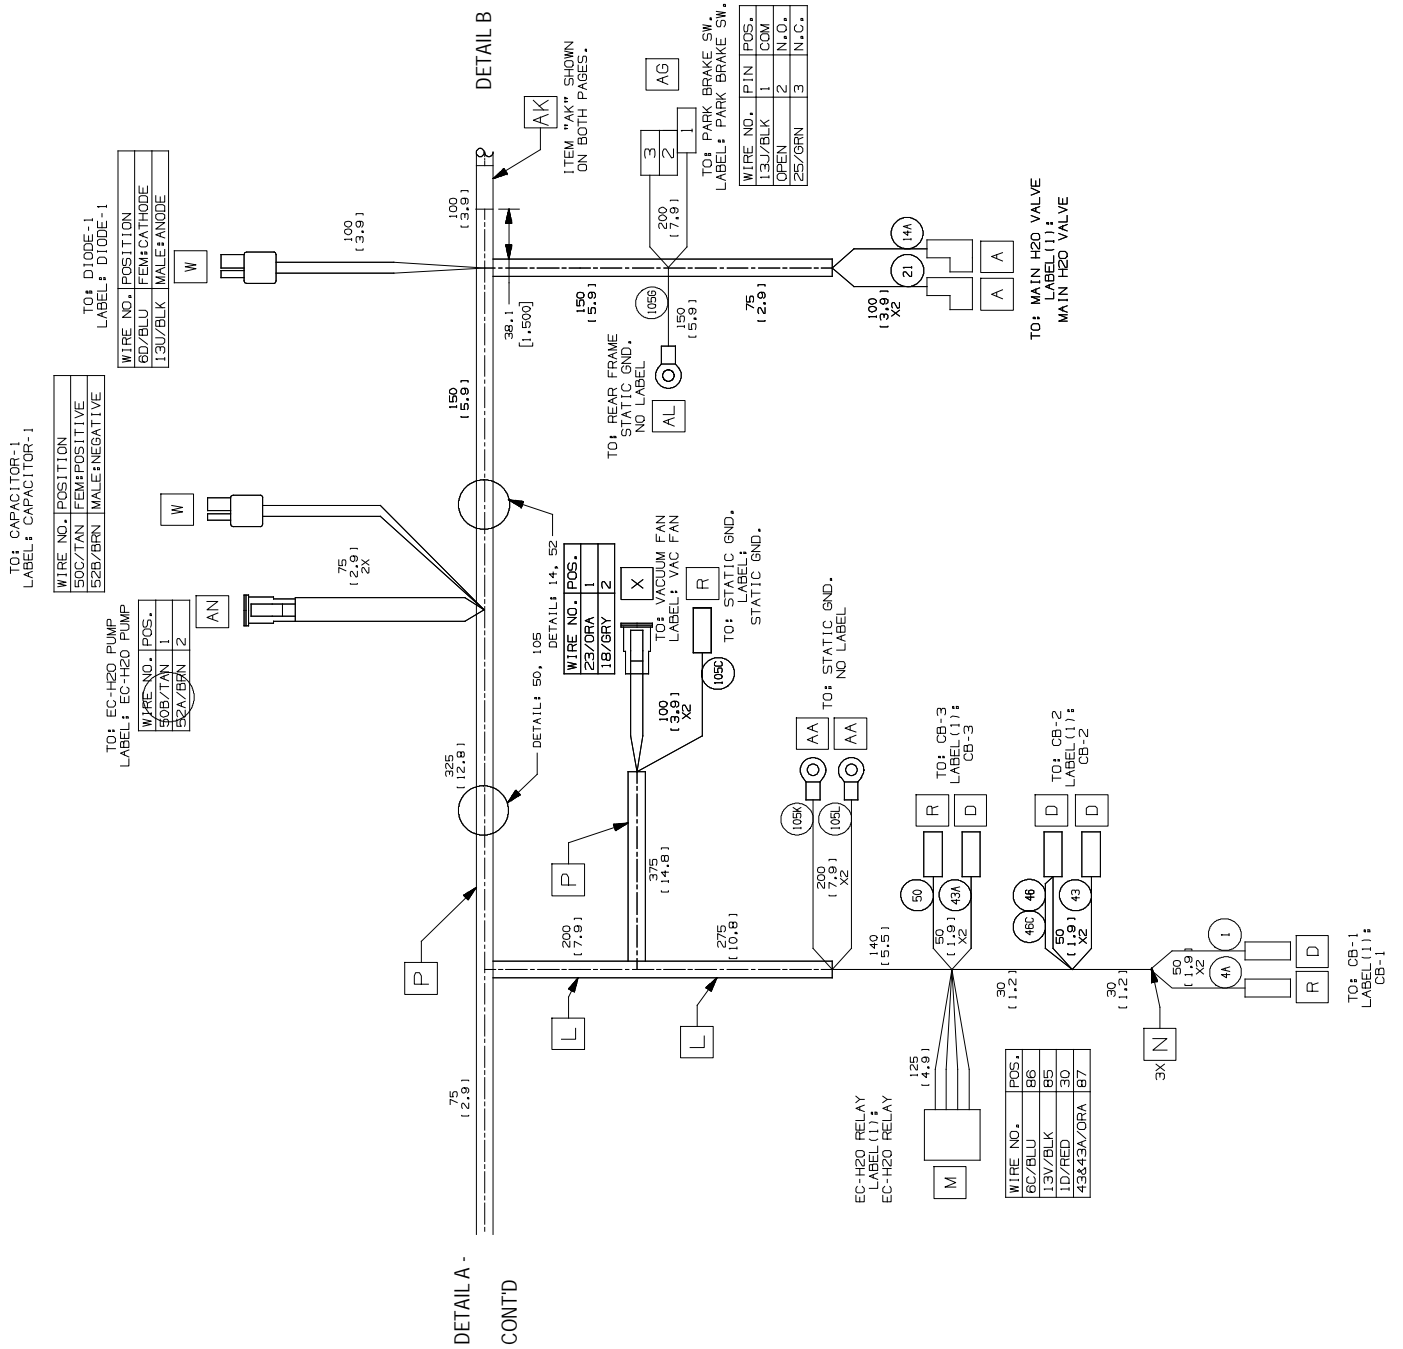 TO: CAPACITOR-1
LABEL: CAPACITOR-1
WIRE NO. POSITION
50C/TAN FEM:POSITIVE
52B/BRN MALE:NEGATIVE
W
75
[2.9]
2X
TO: DIODE-1
LABEL: DIODE-1
WIRE NO. POSITION
6D/BLU FEM:CATHODE
13U/BLK MALE:ANODE
W
100
[3.9]
TO: EC-H2O PUMP
LABEL: EC-H2O PUMP
WIRE NO. POS.
50B/TAN 1
52A/BRN 2
AN
DETAIL A -
CONT'D
75
[2.9]
P
325
[12.8]
150
[5.9]
100
[3.9]
DETAIL B
AK
ITEM "AK" SHOWN
ON BOTH PAGES.
38.1
[1.500]
DETAIL: 50, 105
DETAIL: 14, 52
WIRE NO. POS.
23/ORA 1
18/GRY 2
X
TO: VACUUM FAN
LABEL: VAC FAN
R
TO: STATIC GND.
LABEL:
STATIC GND.
105C
100
[3.9]
X2
P
375
[14.8]
200
[7.9]
L
275
[10.8]
L
150
[5.9]
105G
150
[5.9]
TO: REAR FRAME
STATIC GND.
NO LABEL
AL
200
[7.9]
3
2
1
AG
TO: PARK BRAKE SW.
LABEL: PARK BRAKE SW.
WIRE NO. PIN POS.
13J/BLK 1 COM
OPEN 2 N.O.
25/GRN 3 N.C.
75
[2.9]
100
[3.9]
X2
21
14A
A
A
TO: MAIN H2O VALVE
LABEL(1):
MAIN H2O VALVE
105K
105L
200
[7.9]
X2
AA
AA
TO: STATIC GND.
NO LABEL
140
[5.5]
50
43A
50
[1.9]
X2
R
D
TO: CB-3
LABEL(1):
CB-3
125
[4.9]
EC-H2O RELAY
LABEL(1):
EC-H2O RELAY
M
WIRE NO. POS.
6C/BLU 86
13V/BLK 85
1D/RED 30
43&43A/ORA 87
30
[1.2]
46C
46
43
50
[1.9]
X2
D
D
TO: CB-2
LABEL(1):
CB-2
30
[1.2]
3X
N
50
[1.9]
X2
4A
1
R
D
TO: CB-1
LABEL(1):
CB-1